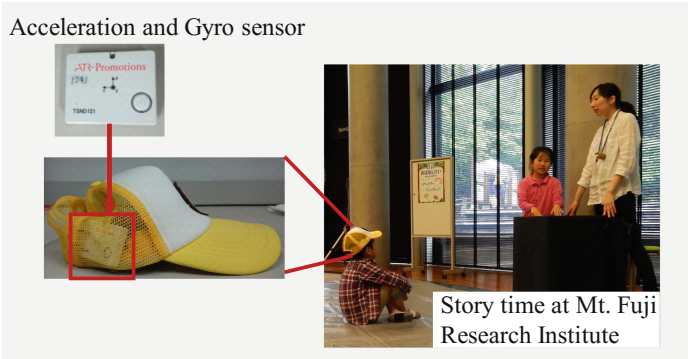 Acceleration and Gyro sensor
ATR-Promotions
TSND121
Story time at Mt. Fuji
Research Institute